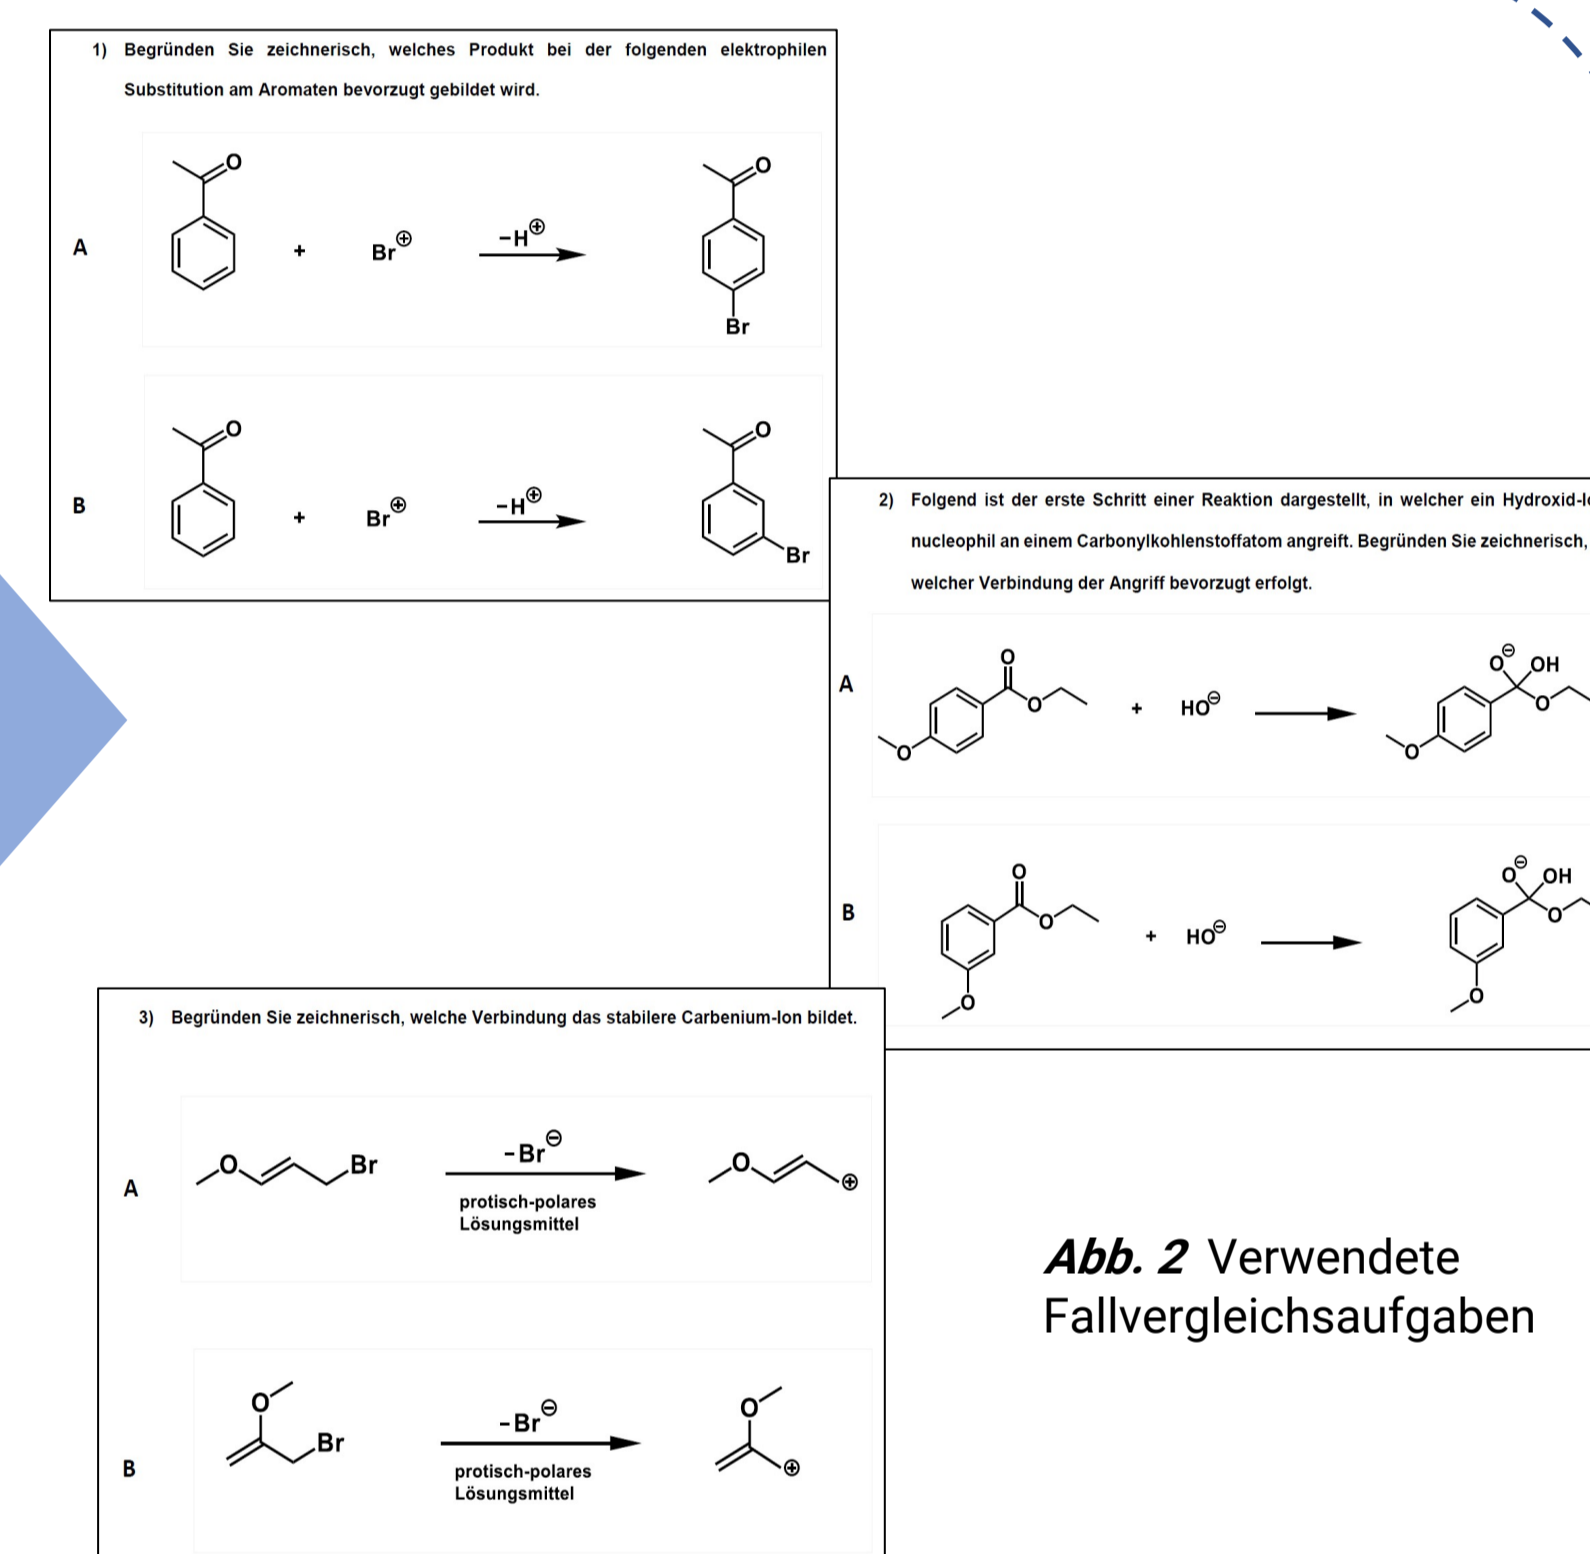 1) Begründen Sie zeichnerisch, welches Produkt bei der folgenden elektrophilen
Substitution am Aromaten bevorzugt gebildet wird.
A
O
+
Br⊕
−H⊕
O
Br
B
O
+
Br⊕
−H⊕
O
Br
2) Folgend ist der erste Schritt einer Reaktion dargestellt, in welcher ein
nucleophil an einem Carbonylkohlenstoffatom angreift. Begründen Sie zeichnerisch,
welcher Verbindung der Angriff bevorzugt erfolgt.
A
O
O
O
+
HO⊖
O⊖ OH
O
O
B
O
O
O
+
HO⊖
O⊖ OH
O
O
3) Begründen Sie zeichnerisch, welche Verbindung das stabilere Carbenium-Ion bildet.
A
O
Br
−Br⊖
protisch-polares
Lösungsmittel
O
⊕
B
O
Br
−Br⊖
protisch-polares
Lösungsmittel
O
⊕
Abb. 2 Verwendete
Fallvergleichsaufgaben